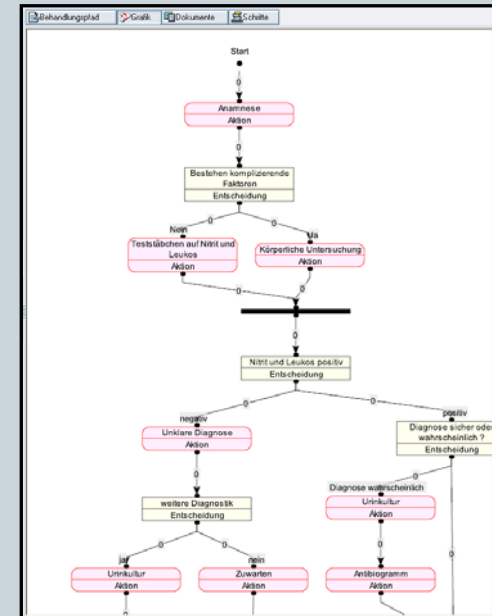 Behandlungspfad Grafik Dokumente Schritte
Start
0
Anamnese
Aktion
0
Bestehen komplizierende
Faktoren
Entscheidung
0 0
Nein Ja
Teststäbchen auf Nitrit und
Leukos
Aktion
Körperliche Untersuchung
Aktion
0 0
0
Nitrit und Leukos positiv
Entscheidung
0 0
negativ positiv
Unklare Diagnose
Aktion
Diagnose sicher oder
wahrscheinlich ?
Entscheidung
0 0
Diagnose wahrscheinlich
Urinkultur
Aktion
weitere Diagnostik
Entscheidung
0 0 0 0
ja nein
Urinkultur
Aktion
Zuwarten
Aktion
Antibiogramm
Aktion